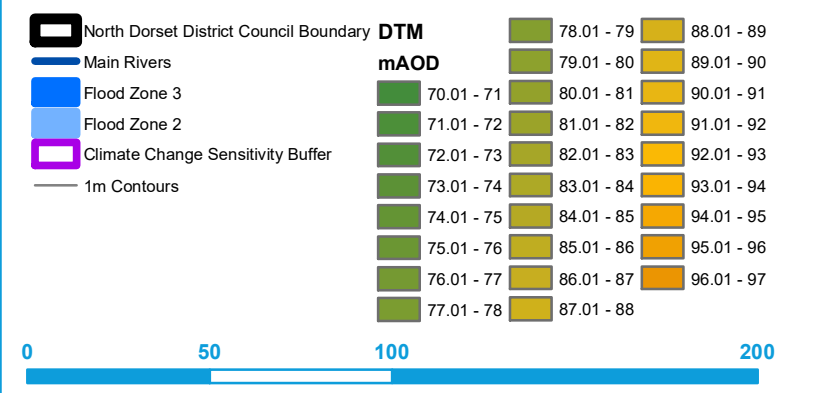 North Dorset District Council Boundary
Main Rivers
Flood Zone 3
Flood Zone 2
Climate Change Sensitivity Buffer
1m Contours
DTM
mAOD
70.01 - 71
71.01 - 72
72.01 - 73
73.01 - 74
74.01 - 75
75.01 - 76
76.01 - 77
77.01 - 78
78.01 - 79
79.01 - 80
80.01 - 81
81.01 - 82
82.01 - 83
83.01 - 84
84.01 - 85
85.01 - 86
86.01 - 87
87.01 - 88
88.01 - 89
89.01 - 90
90.01 - 91
91.01 - 92
92.01 - 93
93.01 - 94
94.01 - 95
95.01 - 96
96.01 - 97
0 50 100 200